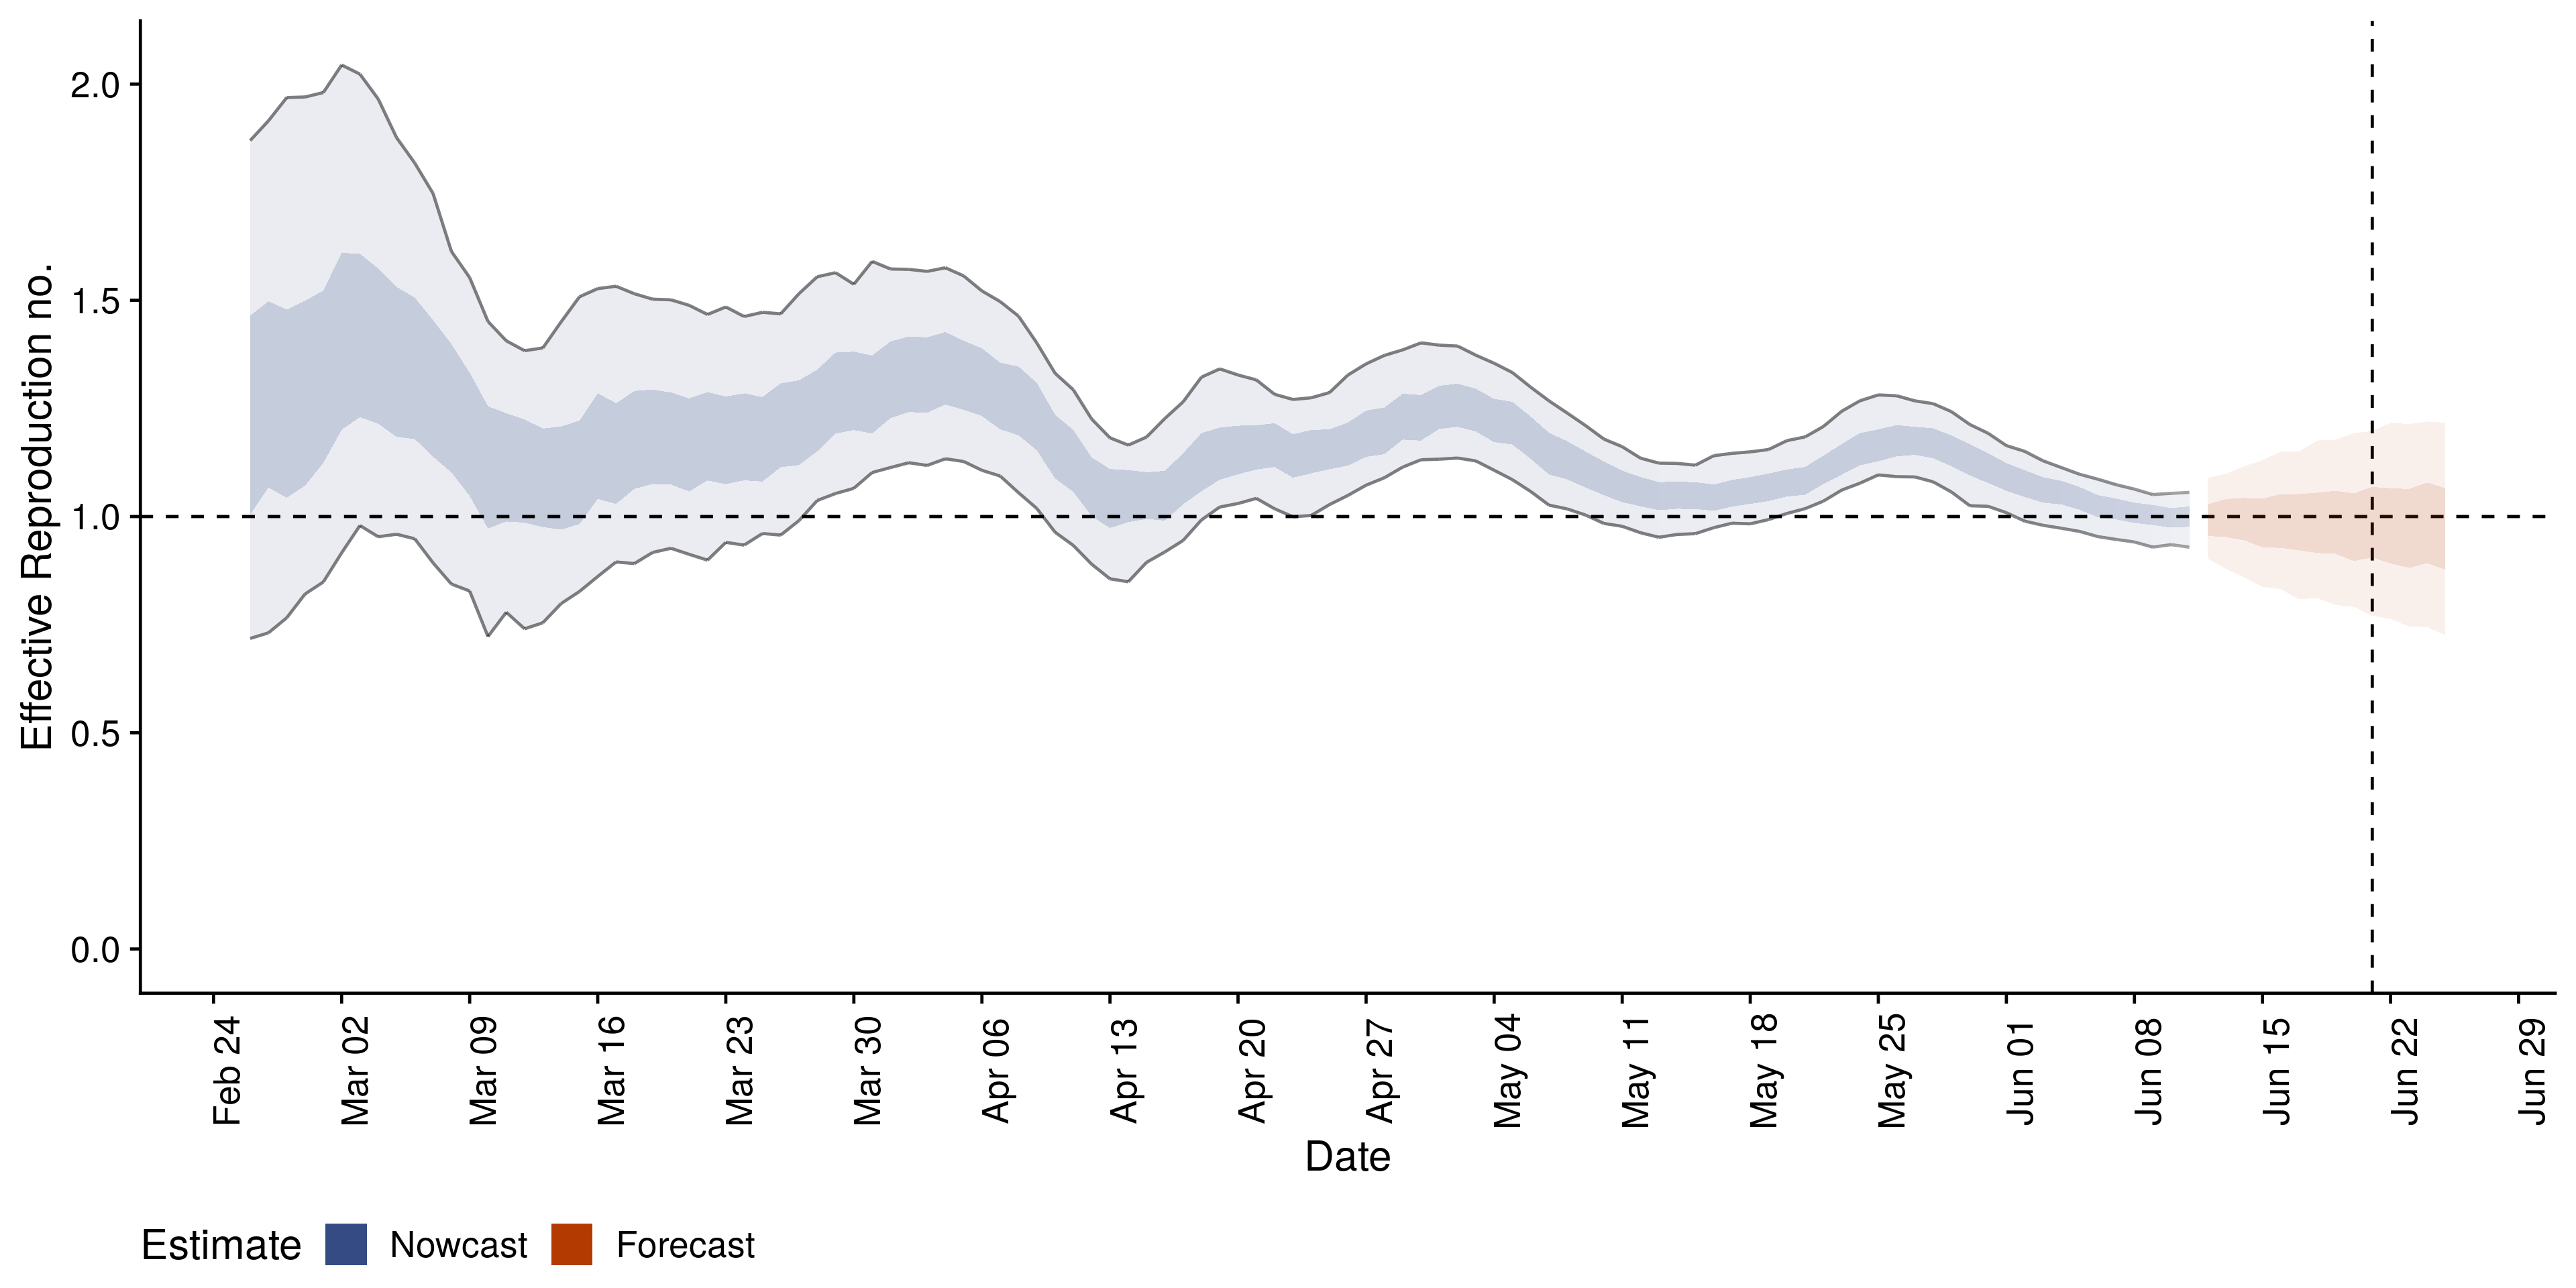 Effective Reproduction no.
2.0
1.5
1.0
0.5
0.0
Feb 24
Mar 02
Mar 09
Mar 16
Mar 23
Mar 30
Apr 06
Apr 13
Apr 20
Apr 27
May 04
May 11
May 18
May 25
Jun 01
Jun 08
Jun 15
Jun 22
Jun 29
Date
Estimate Nowcast Forecast